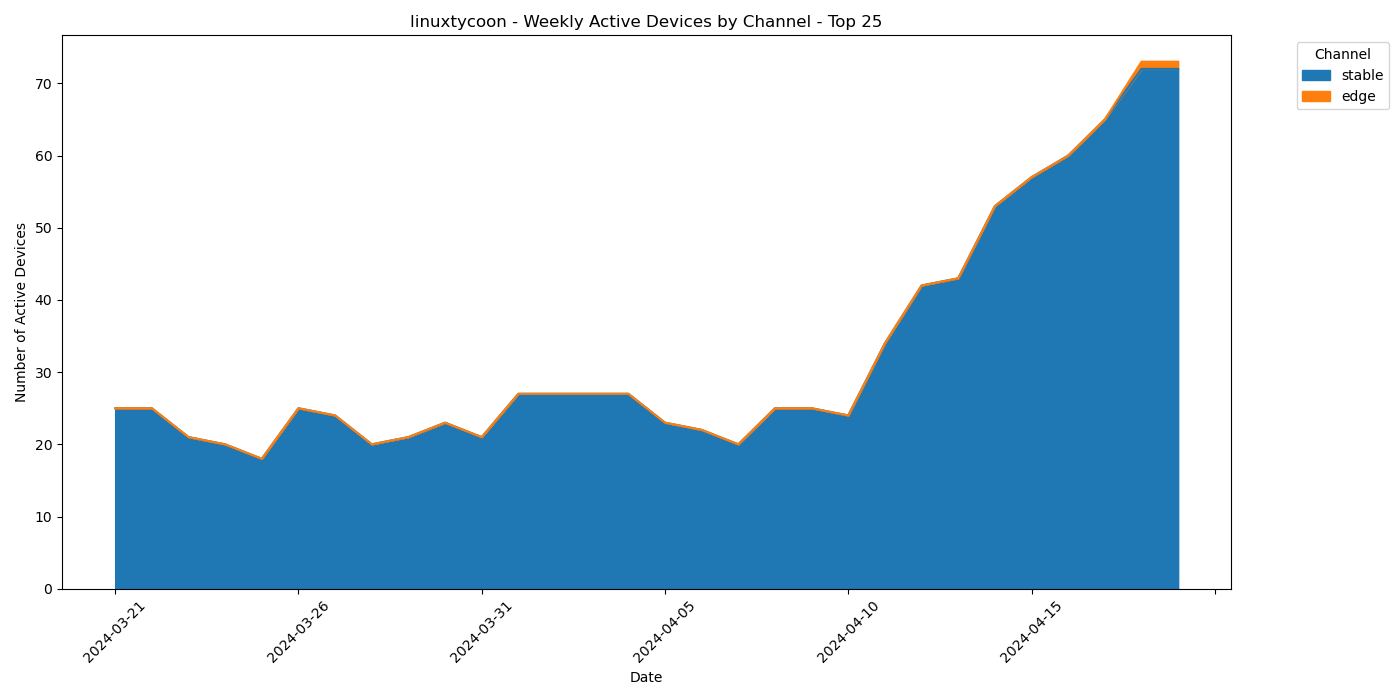 linuxtycoon - Weekly Active Devices by Channel - Top 25
Channel
stable
edge
Number of Active Devices
70
60
50
40
30
20
10
0
2024-03-21
2024-03-26
2024-03-31
2024-04-05
2024-04-10
2024-04-15
Date